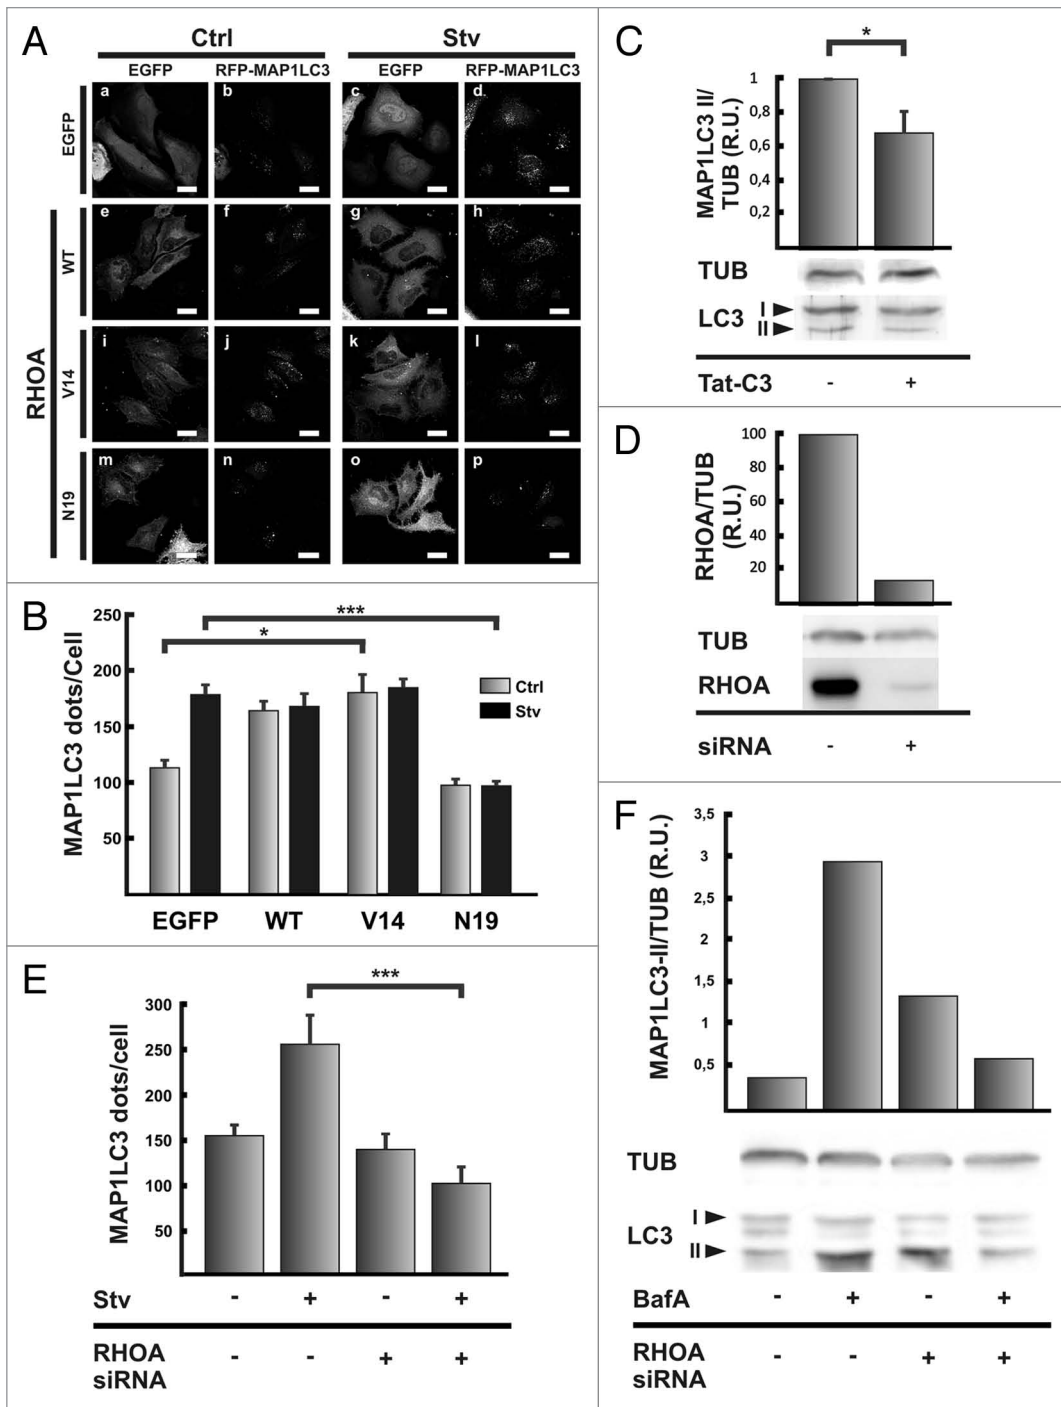 A
Ctrl Stv
EGFP RFP-MAP1LC3 EGFP RFP-MAP1LC3
EGFP
a b c d
RHOA
WT
e f g h
V14
i j k l
N19
m n o p
B
MAP1LC3 dots/Cell
250
200
150
100
50
***
*
Ctrl
Stv
EGFP WT V14 N19
E
MAP1LC3 dots/cell
300
250
200
150
100
50
***
Stv - + - +
RHOA - - + +
siRNA
C
MAP1LC3 II/
TUB (R.U.)
1
0,8
0,6
0,4
0,2
*
TUB
LC3 I
II
Tat-C3 - +
D
RHOA/TUB
(R.U.)
100
80
60
40
20
TUB
RHOA
siRNA - +
F
MAP1LC3-II/TUB (R.U.)
3,5
3
2,5
2
1,5
1
0,5
TUB
LC3 I
II
BafA - + - +
RHOA - - + +
siRNA